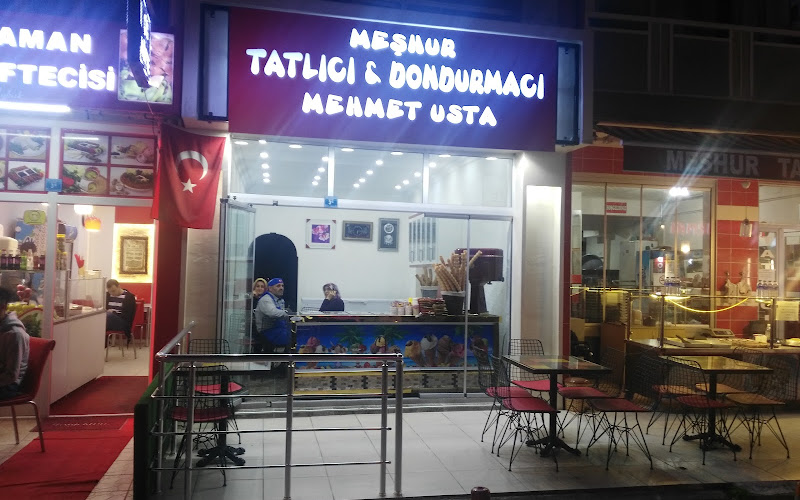 AMAN
FTECİSİ
MEŞHUR
TATLICI & DONDURMACI
MEHMET USTA
MEŞHUR TA